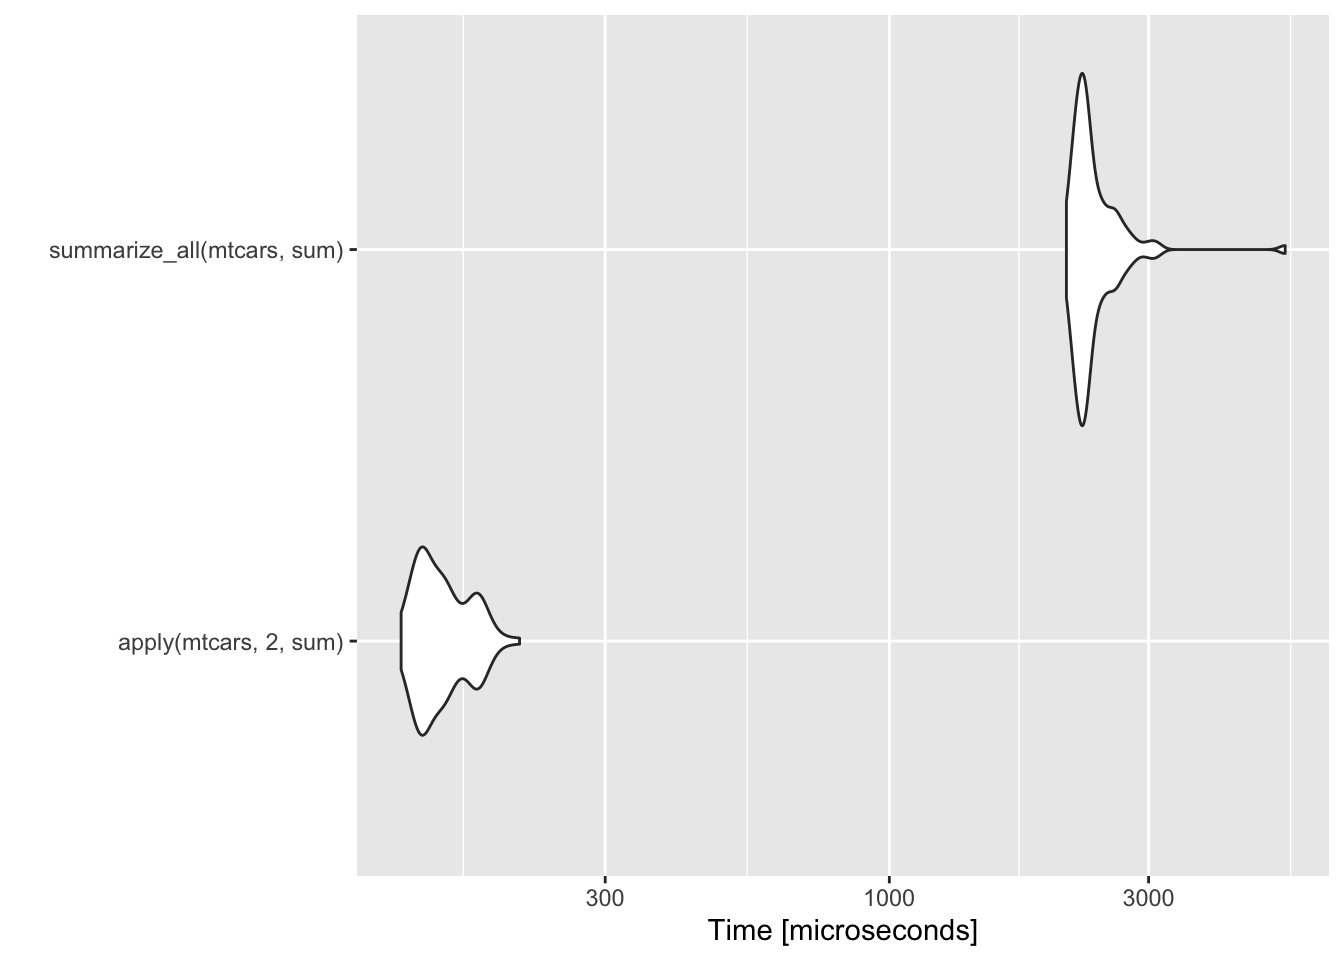 summarize_all(mtcars, sum)
apply(mtcars, 2, sum)
300 1000 3000
Time [microseconds]